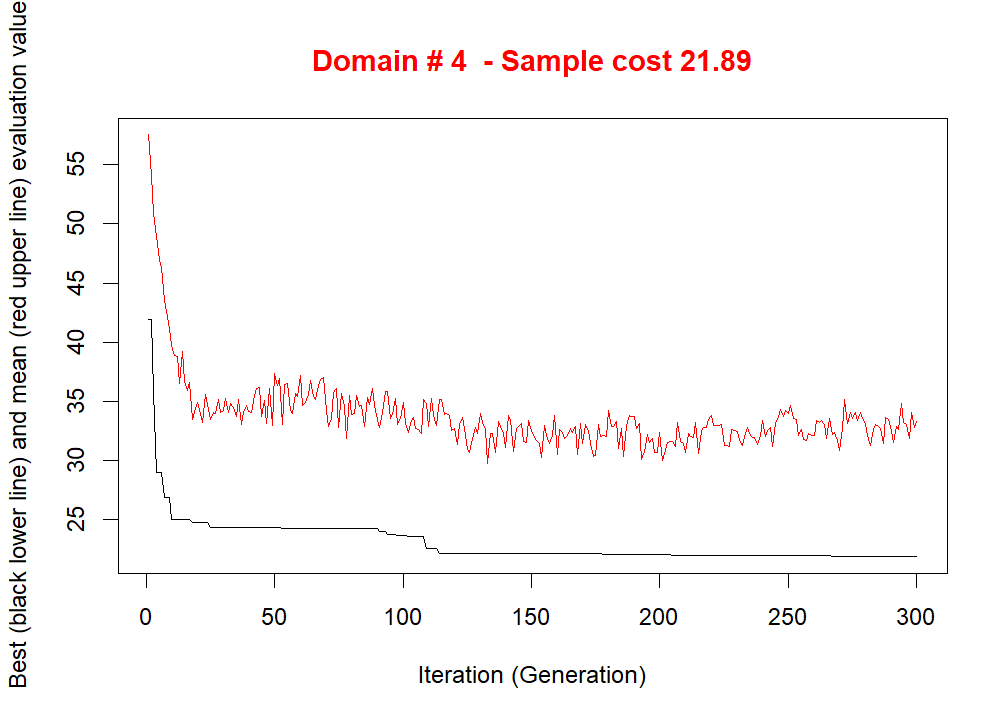 Domain # 4  - Sample cost 21.89
Best (black lower line) and mean (red upper line) evaluation value
55
50
45
40
35
30
25
0 50 100 150 200 250 300
Iteration (Generation)